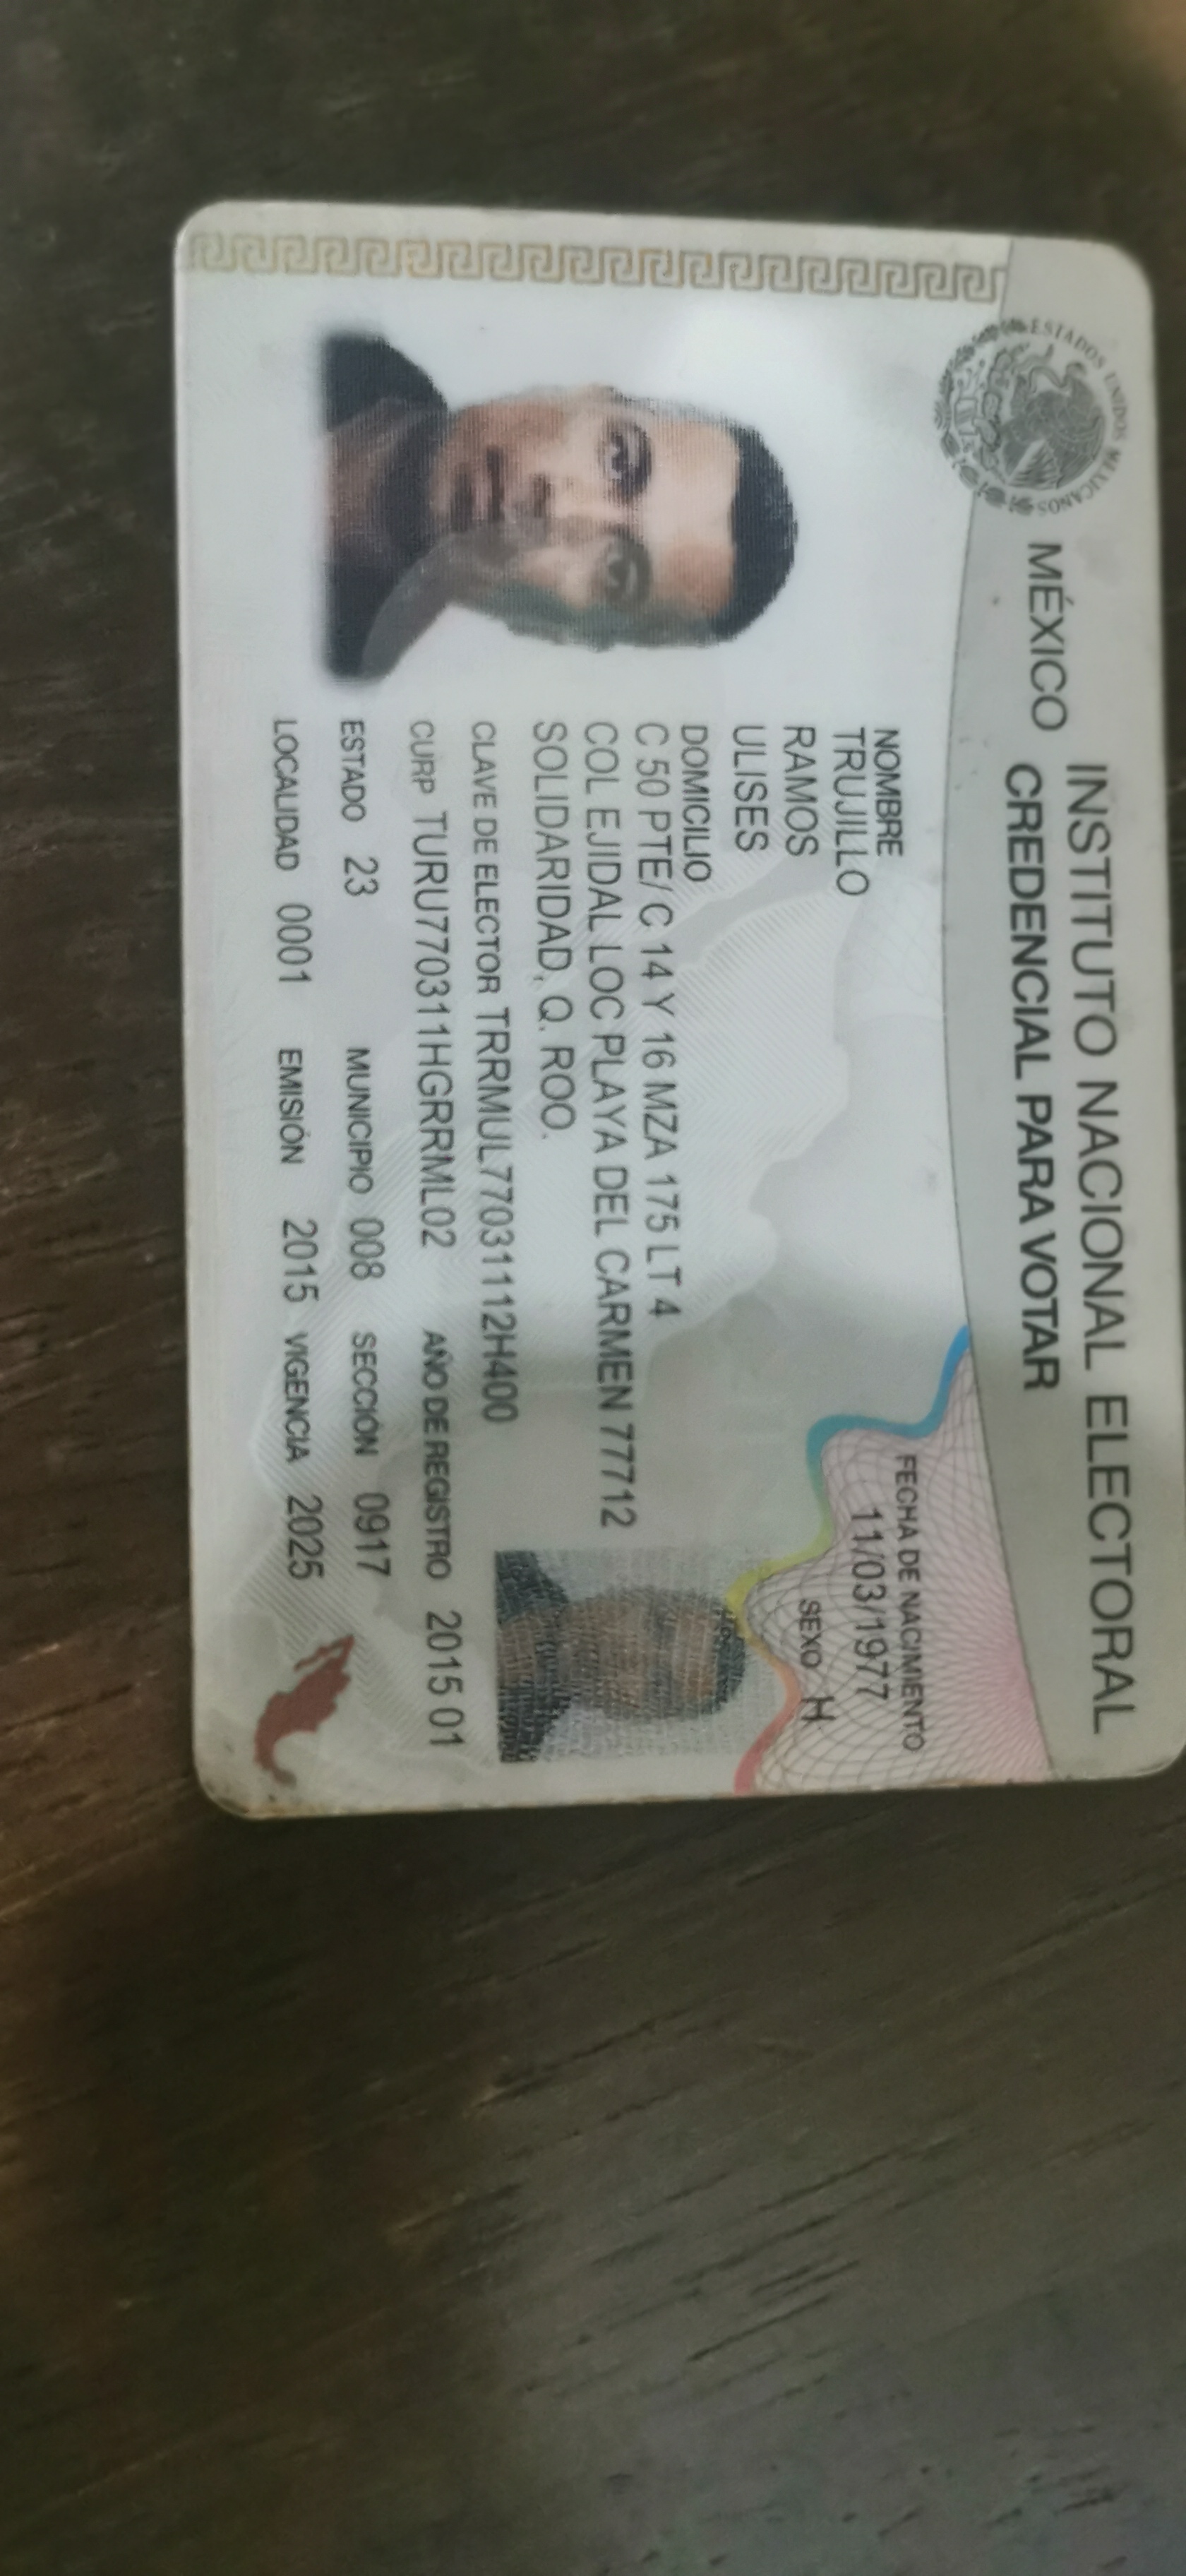 ESTADOS UNIDOS MEXICANOS
MÉXICO INSTITUTO NACIONAL ELECTORAL
CREDENCIAL PARA VOTAR
NOMBRE
TRUJILLO
RAMOS
ULISES
FECHA DE NACIMIENTO
11/03/1977
SEXO H
DOMICILIO
C 50 PTE/ C 14 Y 16 MZA 175 LT 4
COL EJIDAL LOC PLAYA DEL CARMEN 77712
SOLIDARIDAD, Q. ROO.
CLAVE DE ELECTOR TRRMUL77031112H400
CURP TURU770311HGRRML02 AÑO DE REGISTRO 2015 01
ESTADO 23 MUNICIPIO 008 SECCIÓN 0917
LOCALIDAD 0001 EMISIÓN 2015 VIGENCIA 2025